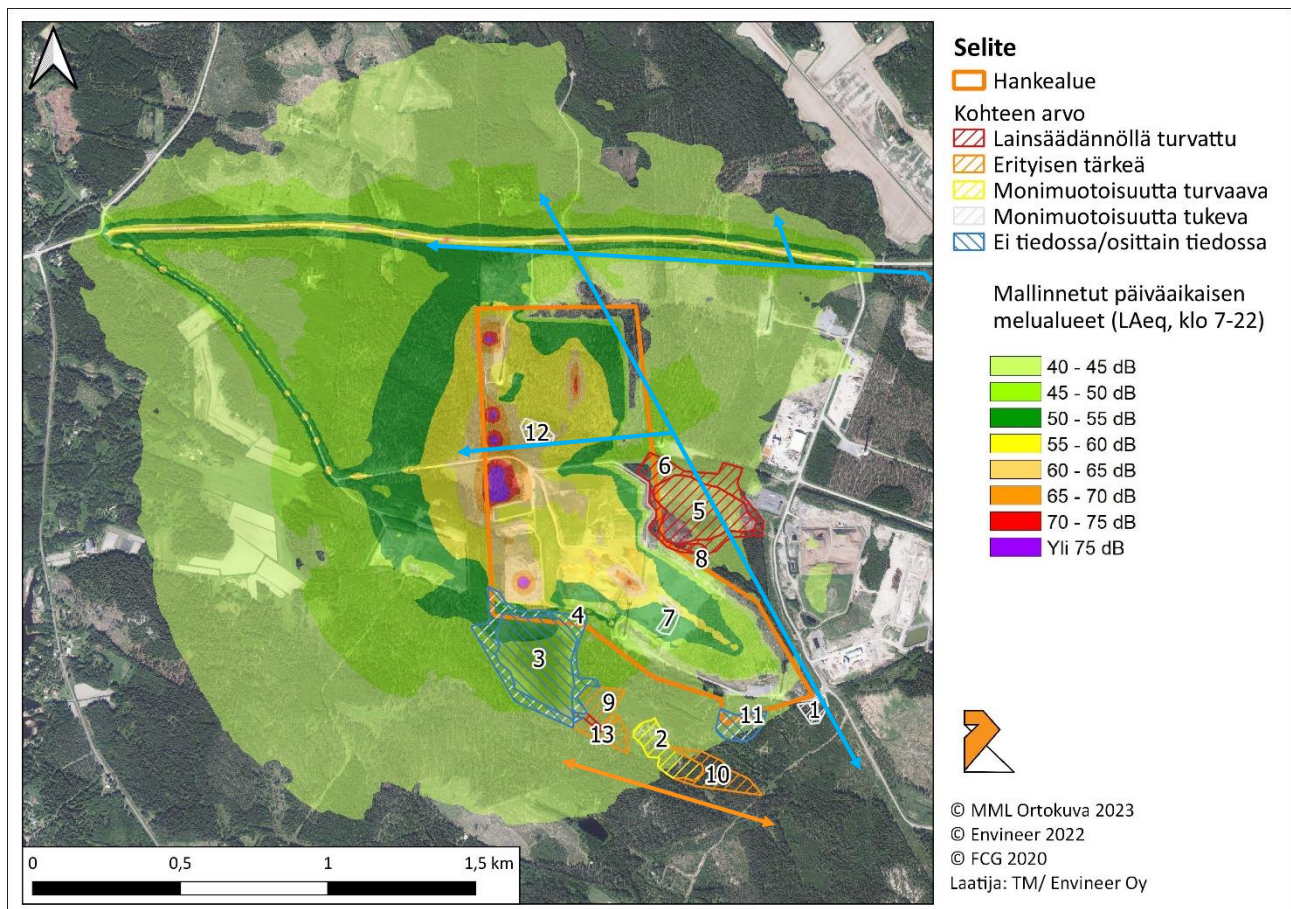 Selite
Hankealue
Kohteen arvo
Lainsäädännöllä turvattu
Erityisen tärkeä
Monimuotoisuutta turvaava
Monimuotoisuutta tukeva
Ei tiedossa/osittain tiedossa
Mallinnetut päiväaikaisen
melualueet (LAeq, klo 7-22)
40 - 45 dB
45 - 50 dB
50 - 55 dB
55 - 60 dB
60 - 65 dB
65 - 70 dB
70 - 75 dB
Yli 75 dB
12
6
5
8
4
7
3
9
11
1
13
2
10
0 0,5 1 1,5 km
© MML Ortokuva 2023
© Envineer 2022
© FCG 2020
Laatija: TM/ Envineer Oy